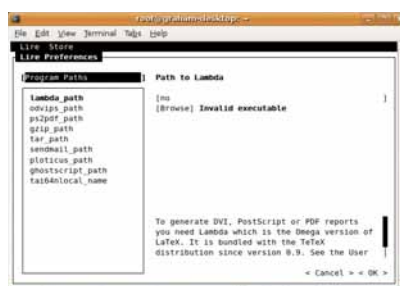 root@graham-desktop: ~
File Edit View Terminal Tabs Help
Lire Store
Lire Preferences
[Program Paths ] Path to Lambda
lambda_path
odvips_path
ps2pdf_path
gzip_path
tar_path
sendmail_path
ploticus_path
ghostscript_path
tai64nlocal_name
[no ]
[Browse] Invalid executable
To generate DVI, PostScript or PDF reports
you need Lambda which is the Omega version of
LaTeX. It is bundled with the TeTeX
distribution since version 0.9. See the User
< Cancel > < OK >